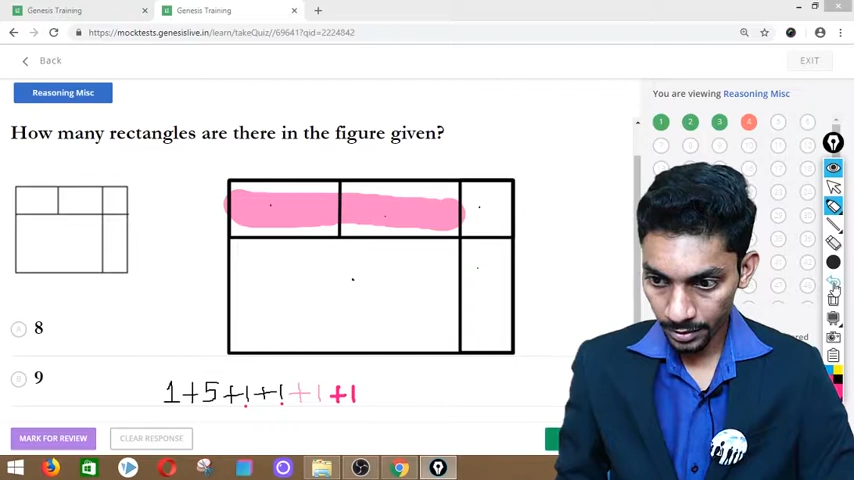 Genesis Training
Genesis Training
https://mocktests.genesislive.in/learn/takeQuiz//69641?qid=2224842
Back
EXIT
Reasoning Misc
You are viewing Reasoning Misc
How many rectangles are there in the figure given?
1 2 3 4 5 6
A 8
B 9
1+5+1+1+1+1
MARK FOR REVIEW
CLEAR RESPONSE